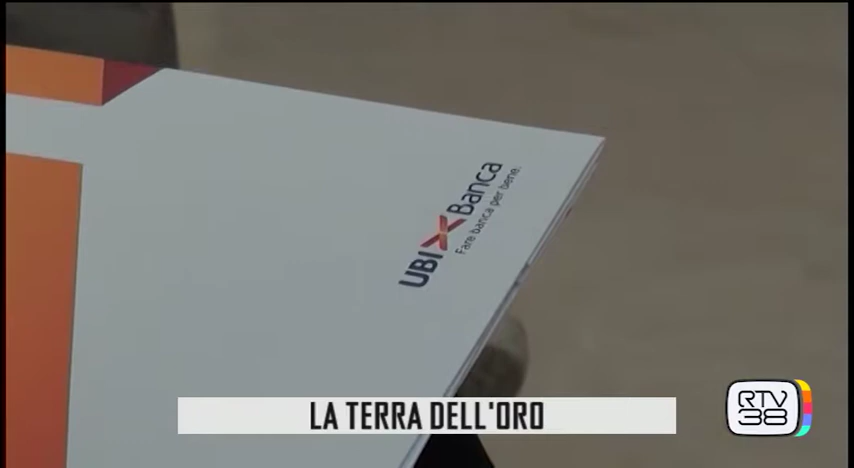 UBI Banca
Fare banca per bene.
LA TERRA DELL'ORO
RTV
38